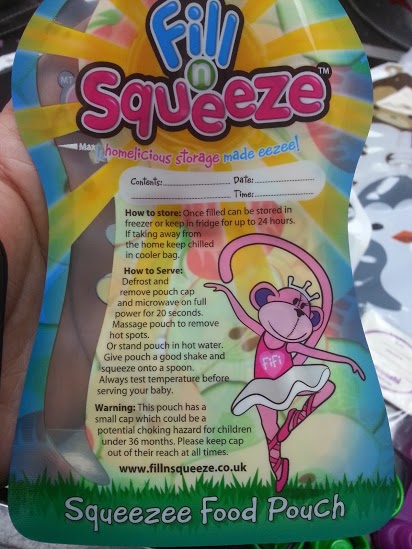 Fill
n
Squeeze™
homelicious storage made eezee!
MT
Max
Contents:.................... Date:....................
Time:....................
How to store: Once filled can be stored in
freezer or keep in fridge for up to 24 hours.
If taking away from
the home keep chilled
in cooler bag.
How to Serve:
Defrost and
remove pouch cap
and microwave on full
power for 20 seconds.
Massage pouch to remove
hot spots.
Or stand pouch in hot water.
Give pouch a good shake and
squeeze onto a spoon.
Always test temperature before
serving your baby.
FiFi
Warning: This pouch has a
small cap which could be a
potential choking hazard for children
under 36 months. Please keep cap
out of their reach at all times.
www.fillnsqueeze.co.uk
Squeezee Food Pouch